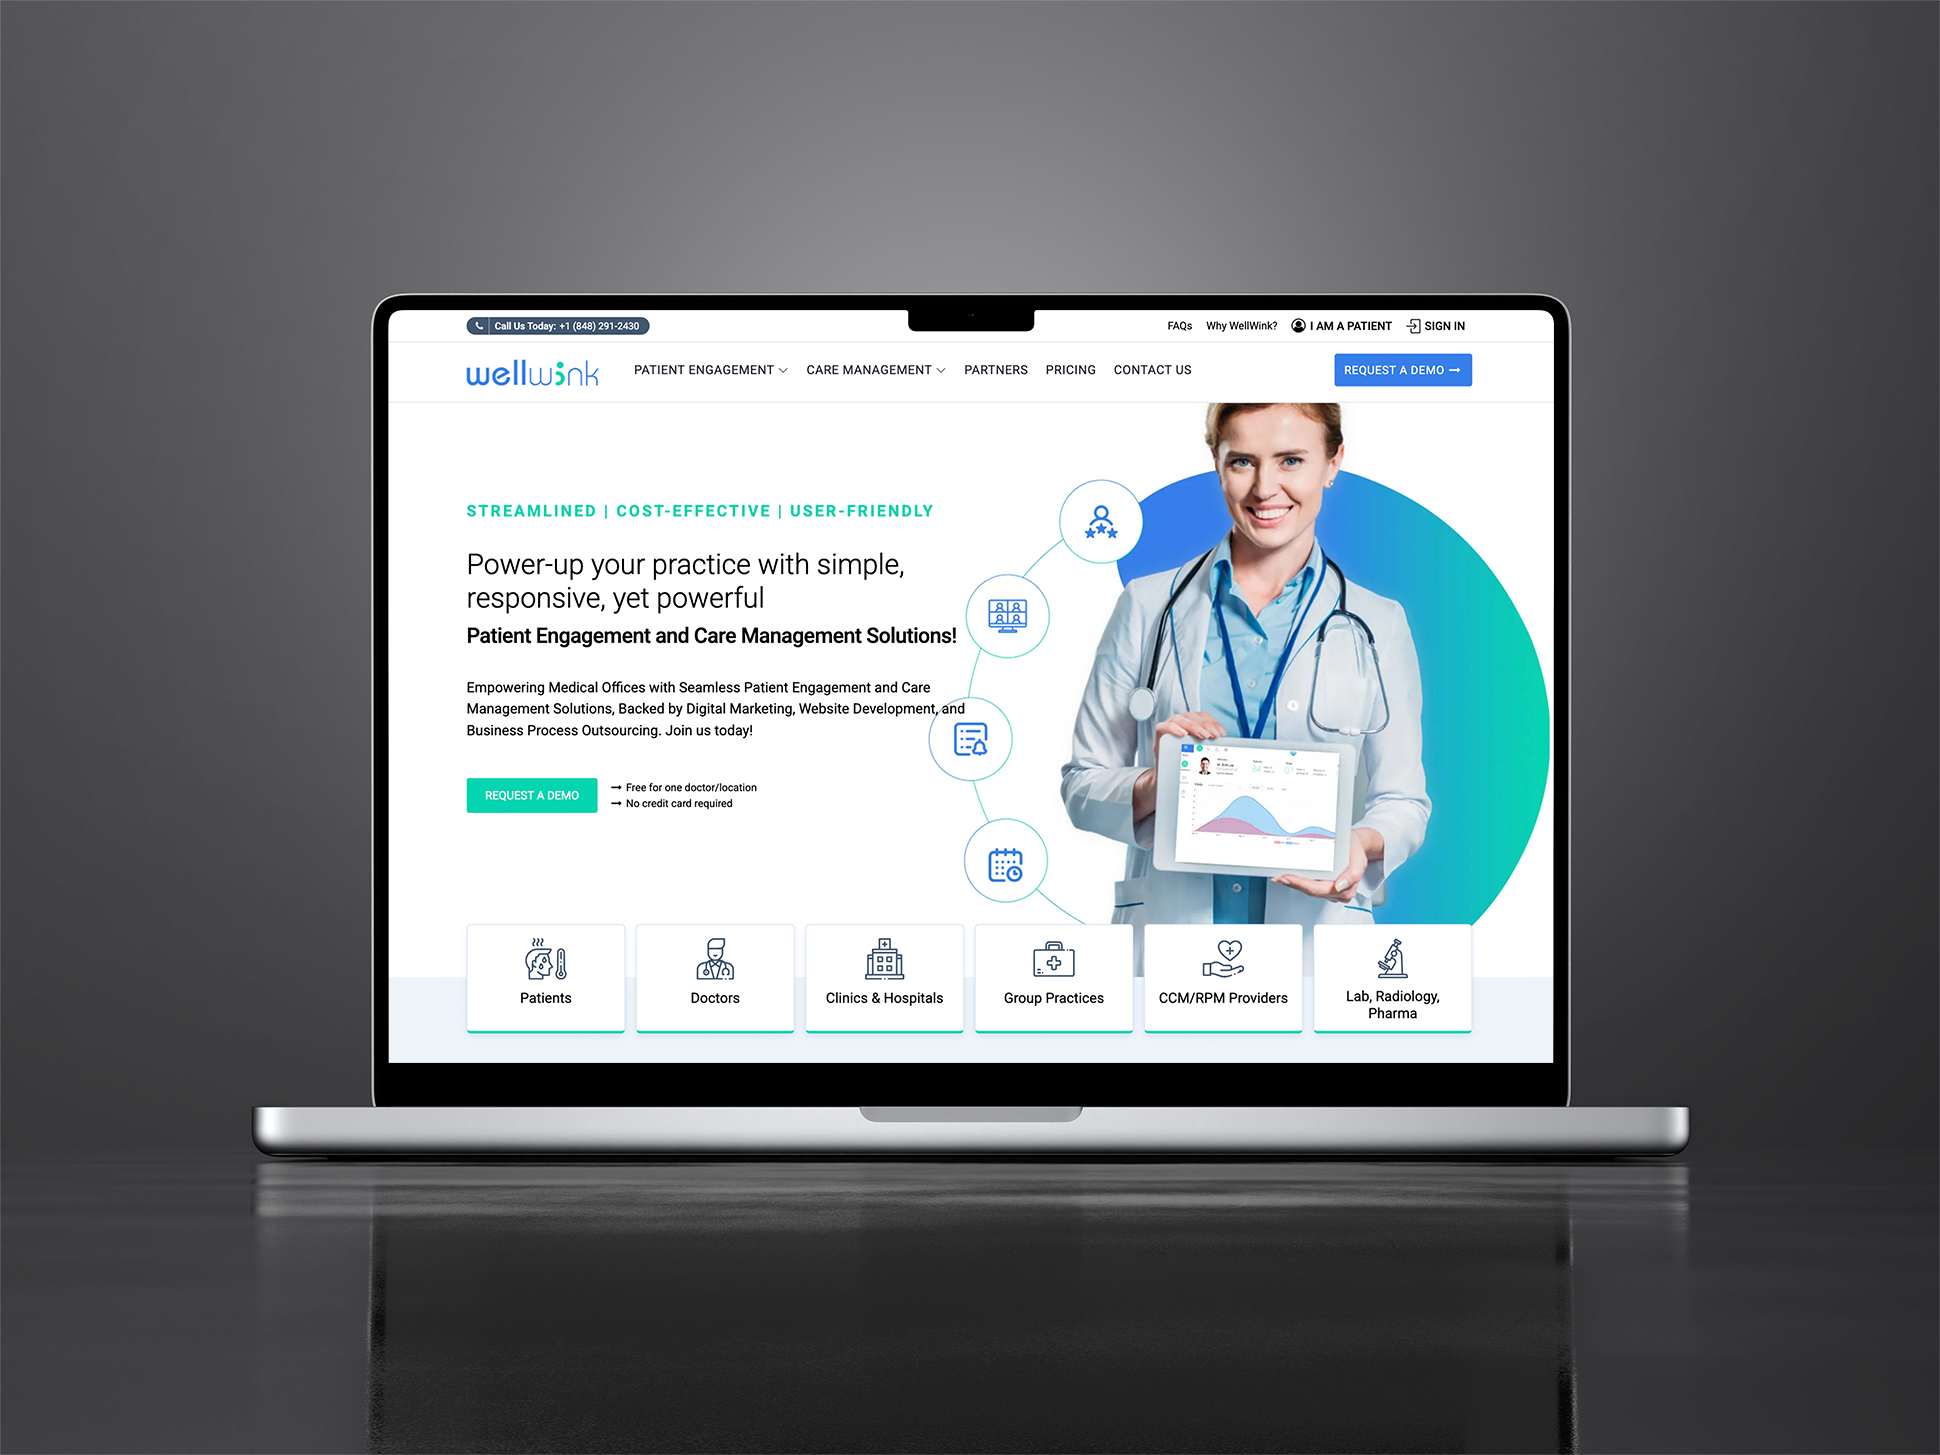 Call Us Today: +1 (848) 291-2430
FAQs Why WellWink? I AM A PATIENT SIGN IN
wellwink PATIENT ENGAGEMENT CARE MANAGEMENT PARTNERS PRICING CONTACT US REQUEST A DEMO
STREAMLINED | COST-EFFECTIVE | USER-FRIENDLY
Power-up your practice with simple,
responsive, yet powerful
Patient Engagement and Care Management Solutions!
Empowering Medical Offices with Seamless Patient Engagement and Care
Management Solutions, Backed by Digital Marketing, Website Development, and
Business Process Outsourcing. Join us today!
REQUEST A DEMO
Free for one doctor/location
No credit card required
Patients
Doctors
Clinics & Hospitals
Group Practices
CCM/RPM Providers
Lab, Radiology,
Pharma